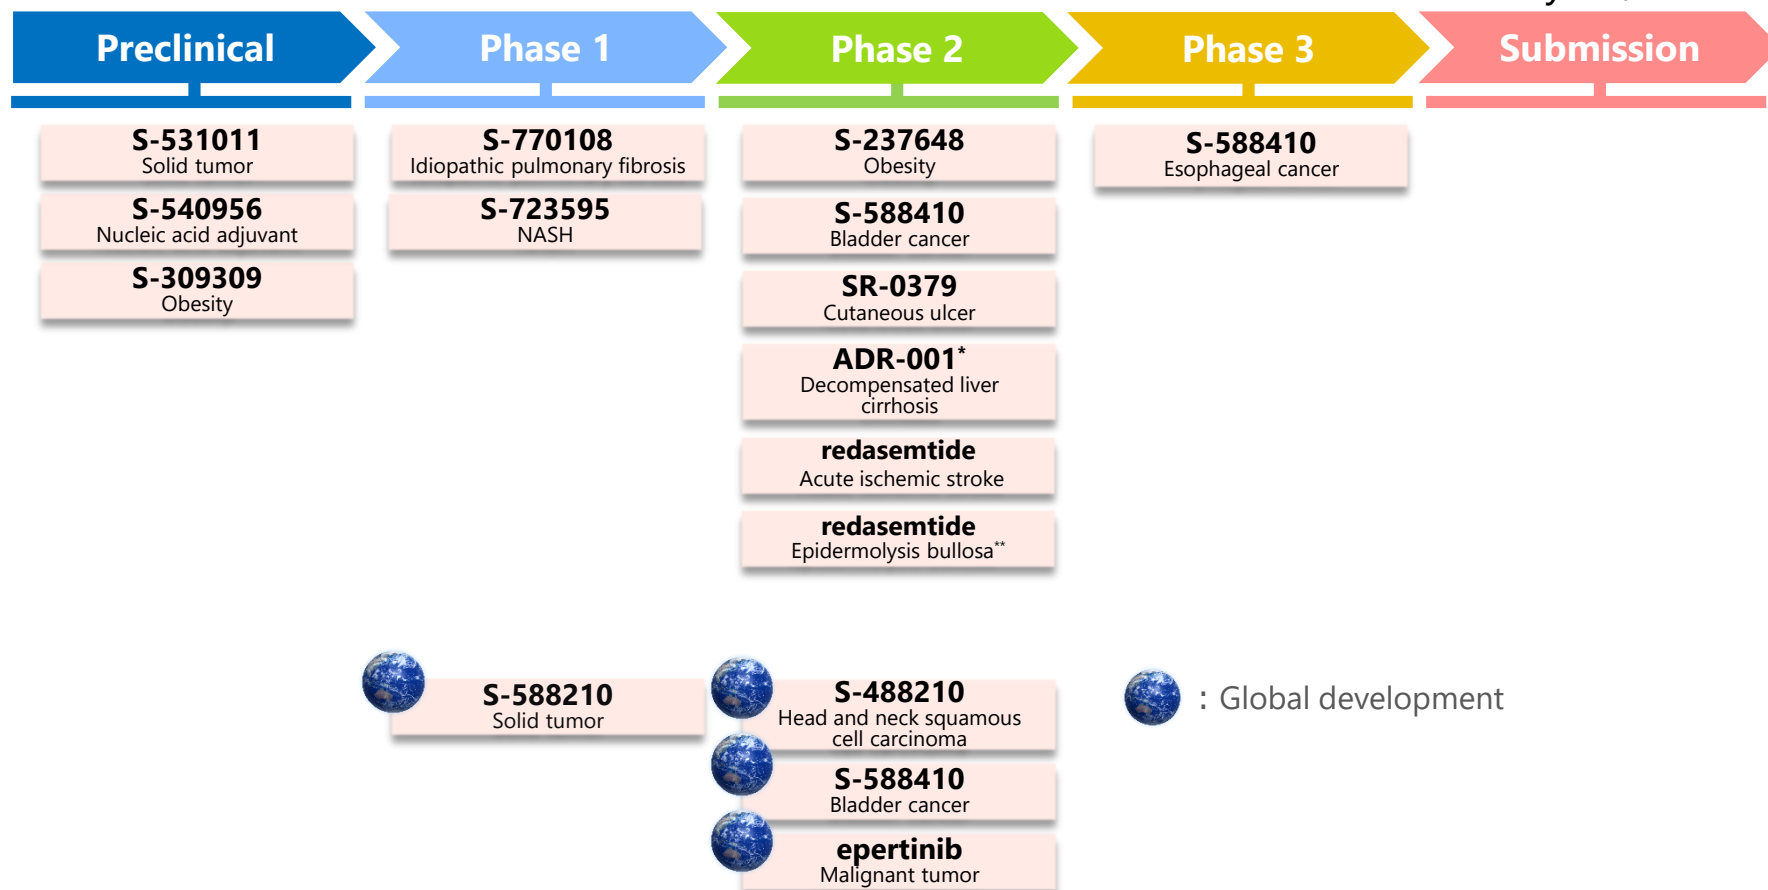 Preclinical
Phase 1
Phase 2
Phase 3
Submission
S-531011
Solid tumor
S-540956
Nucleic acid adjuvant
S-309309
Obesity
S-770108
Idiopathic pulmonary fibrosis
S-723595
NASH
S-237648
Obesity
S-588410
Bladder cancer
SR-0379
Cutaneous ulcer
ADR-001*
Decompensated liver
cirrhosis
redasemtide
Acute ischemic stroke
redasemtide
Epidermolysis bullosa**
S-588410
Esophageal cancer
S-588210
Solid tumor
S-488210
Head and neck squamous
cell carcinoma
S-588410
Bladder cancer
epertinib
Malignant tumor
: Global development